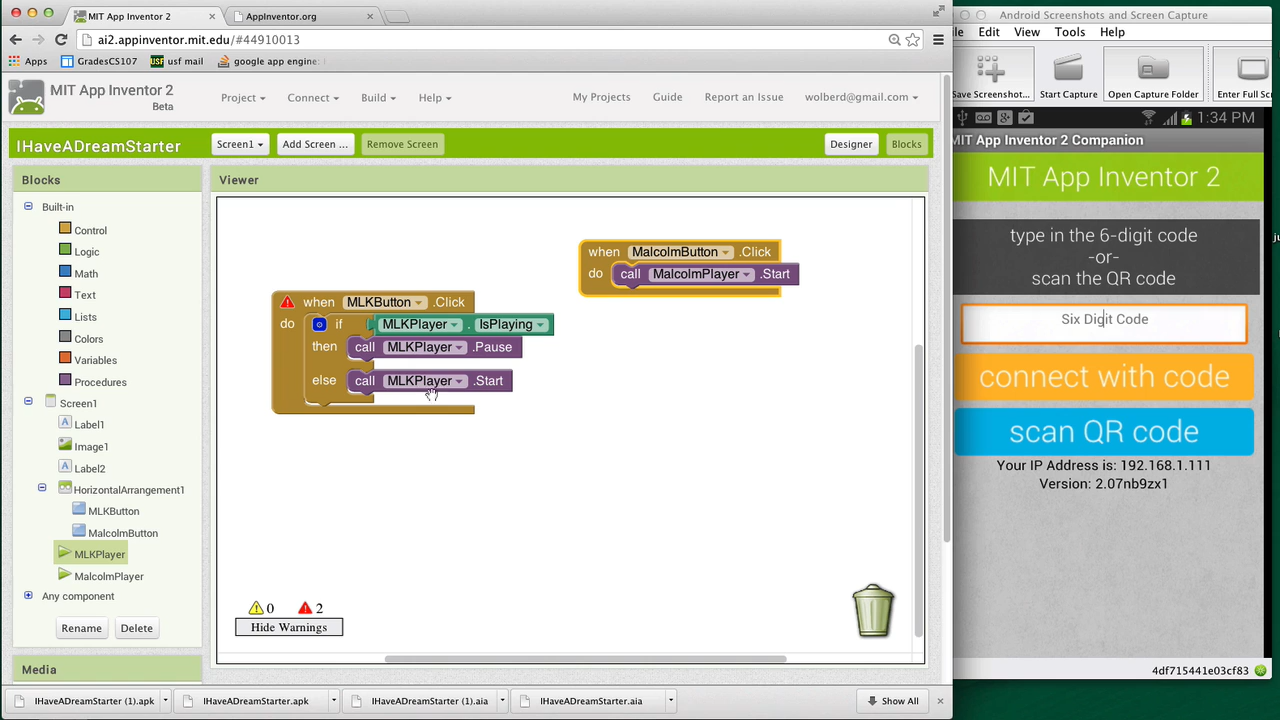 MIT App Inventor 2
AppInventor.org
ai2.appinventor.mit.edu/#44910013
Apps
GradesCS107
usf mail
google app engine:
MIT App Inventor 2
Beta
Project
Connect
Build
Help
My Projects
Guide
Report an Issue
wolberd@gmail.com
IHaveADreamStarter
Screen1
Add Screen ...
Remove Screen
Designer
Blocks
Blocks
Built-in
Control
Logic
Math
Text
Lists
Colors
Variables
Procedures
Screen1
Label1
Image1
Label2
HorizontalArrangement1
MLKButton
MalcolmButton
MLKPlayer
MalcolmPlayer
Any component
Rename
Delete
Media
Viewer
when MalcolmButton .Click
do call MalcolmPlayer .Start
when MLKButton .Click
do if MLKPlayer . IsPlaying
then call MLKPlayer .Pause
else call MLKPlayer .Start
0 2
Hide Warnings
IHaveADreamStarter (1).apk
IHaveADreamStarter.apk
IHaveADreamStarter (1).aia
IHaveADreamStarter.aia
Show All
Android Screenshots and Screen Capture
ile Edit View Tools Help
Save Screenshot...
Start Capture
Open Capture Folder
Enter Full Scr
1:34 PM
MIT App Inventor 2 Companion
MIT App Inventor 2
type in the 6-digit code
-or-
scan the QR code
Six Digit Code
connect with code
scan QR code
Your IP Address is: 192.168.1.111
Version: 2.07nb9zx1
4df715441e03cf83